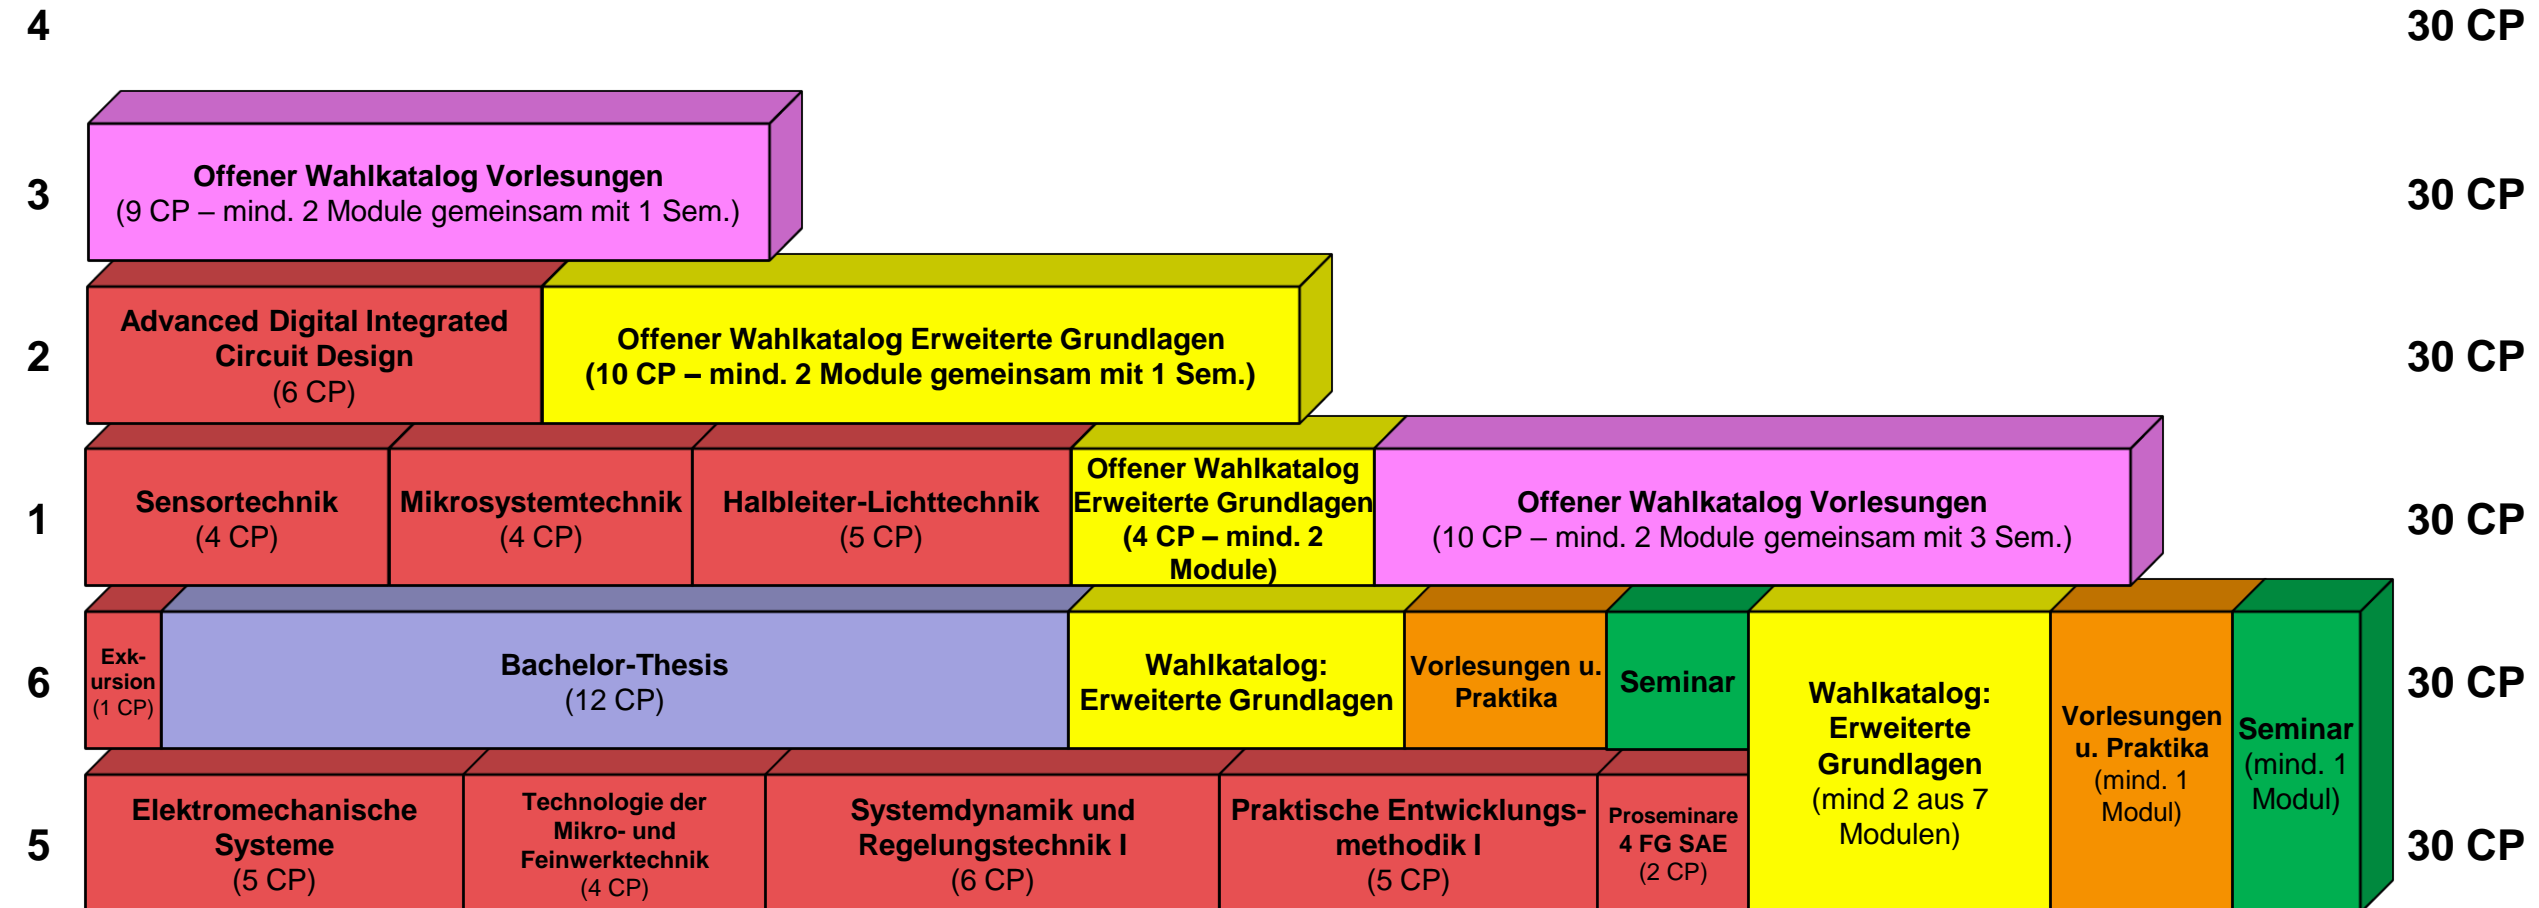 4
30 CP
3
Offener Wahlkatalog Vorlesungen
(9 CP – mind. 2 Module gemeinsam mit 1 Sem.)
30 CP
2
Advanced Digital Integrated
Circuit Design
(6 CP)
Offener Wahlkatalog Erweiterte Grundlagen
(10 CP – mind. 2 Module gemeinsam mit 1 Sem.)
30 CP
1
Sensortechnik
(4 CP)
Mikrosystemtechnik
(4 CP)
Halbleiter-Lichttechnik
(5 CP)
Offener Wahlkatalog
Erweiterte Grundlagen
(4 CP – mind. 2
Module)
Offener Wahlkatalog Vorlesungen
(10 CP – mind. 2 Module gemeinsam mit 3 Sem.)
30 CP
6
Exk-
ursion
(1 CP)
Bachelor-Thesis
(12 CP)
Wahlkatalog:
Erweiterte Grundlagen
Vorlesungen u.
Praktika
Seminar
Wahlkatalog:
Erweiterte
Grundlagen
(mind 2 aus 7
Modulen)
Vorlesungen
u. Praktika
(mind. 1
Modul)
Seminar
(mind. 1
Modul)
30 CP
5
Elektromechanische
Systeme
(5 CP)
Technologie der
Mikro- und
Feinwerktechnik
(4 CP)
Systemdynamik und
Regelungstechnik I
(6 CP)
Praktische Entwicklungs-
methodik I
(5 CP)
Proseminare
4 FG SAE
(2 CP)
30 CP